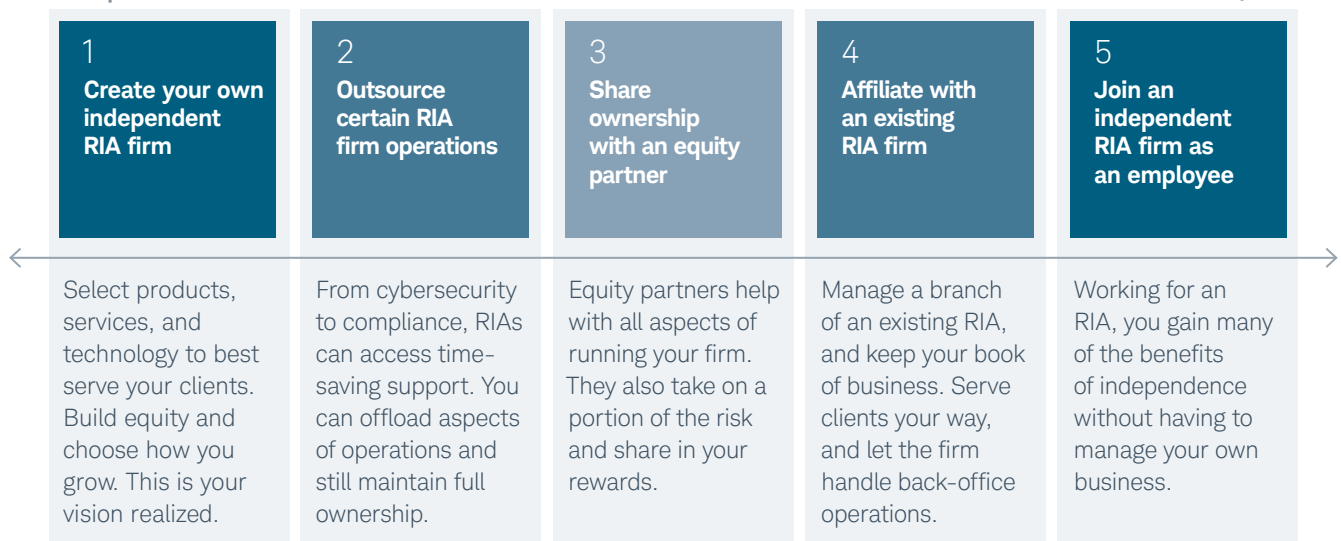 1
Create your own
independent
RIA firm
Select products,
services, and
technology to best
serve your clients.
Build equity and
choose how you
grow. This is your
vision realized.
2
Outsource
certain RIA
firm operations
From cybersecurity
to compliance, RIAs
can access time-
saving support. You
can offload aspects
of operations and
still maintain full
ownership.
3
Share
ownership
with an equity
partner
Equity partners help
with all aspects of
running your firm.
They also take on a
portion of the risk
and share in your
rewards.
4
Affiliate with
an existing
RIA firm
Manage a branch
of an existing RIA,
and keep your book
of business. Serve
clients your way,
and let the firm
handle back-office
operations.
5
Join an
independent
RIA firm as
an employee
Working for an
RIA, you gain many
of the benefits
of independence
without having to
manage your own
business.